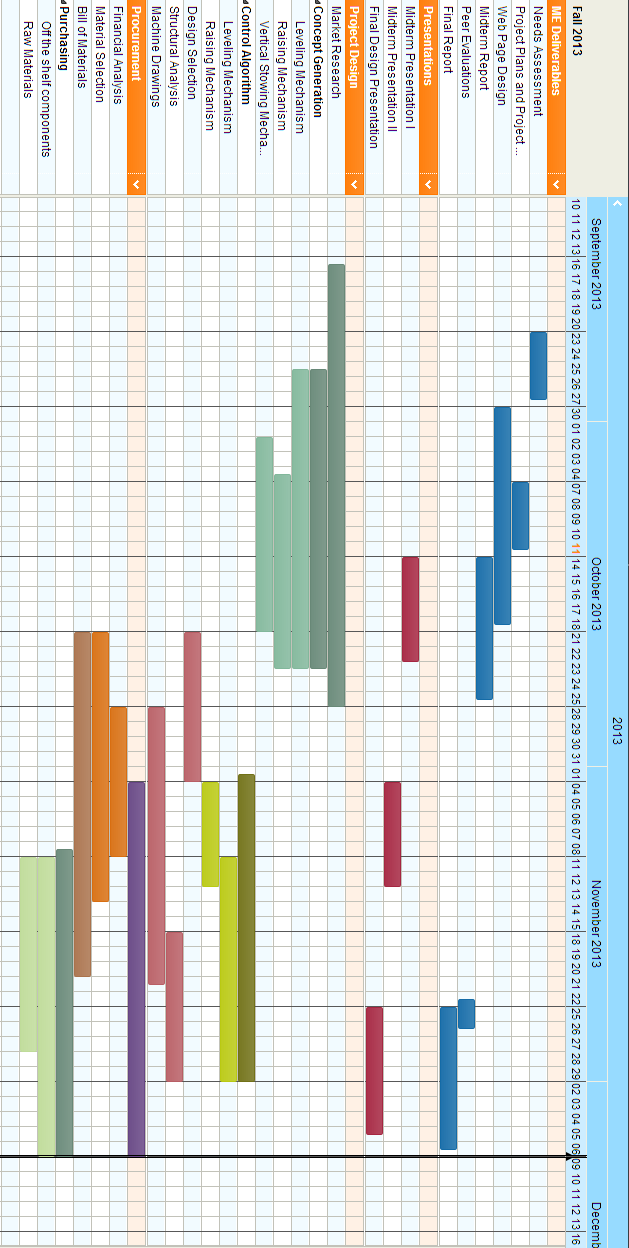 2013
September 2013 October 2013 November 2013 Decemb
Fall 2013 10 11 12 13 16 17 18 19 20 23 24 25 26 27 30 01 02 03 04 07 08 09 10 11 14 15 16 17 18 21 22 23 24 25 28 29 30 31 01 04 05 06 07 08 11 12 13 14 15 18 19 20 21 22 25 26 27 28 29 02 03 04 05 06 09 10 11 12 13 16
ME Deliverables
Needs Assessment
Project Plans and Project ...
Web Page Design
Midterm Report
Peer Evaluations
Final Report
Presentations
Midterm Presentation I
Midterm Presentation II
Final Design Presentation
Project Design
Market Research
Concept Generation
Leveling Mechanism
Raising Mechanism
Vertical Stowing Mecha...
Control Algorithm
Leveling Mechanism
Raising Mechanism
Design Selection
Structural Analysis
Machine Drawings
Procurement
Financial Analysis
Material Selection
Bill of Materials
Purchasing
Off the shelf components
Raw Materials